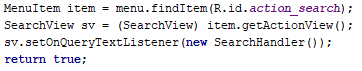 MenuItem item = menu.findItem(R.id.action_search);
SearchView sv = (SearchView) item.getActionView();
sv.setOnQueryTextListener(new SearchHandler());
return true;